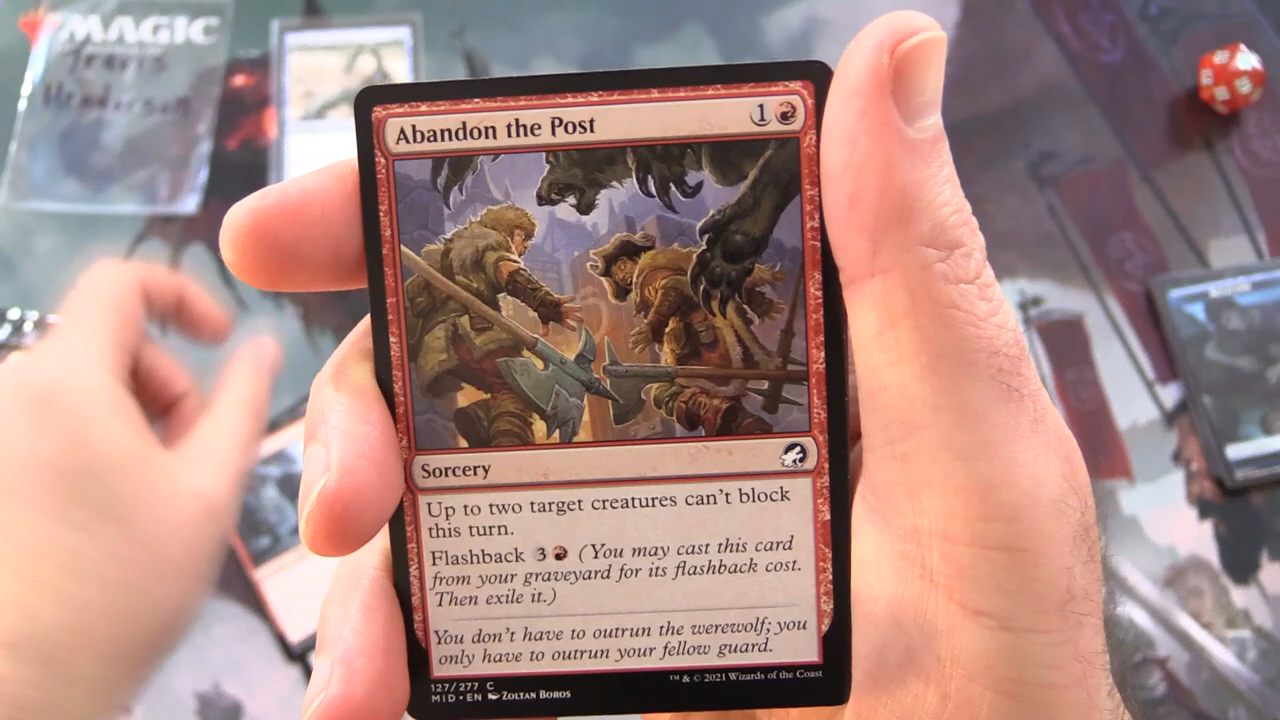 MAGIC
Travis
Henderson
Abandon the Post
1
Sorcery
Up to two target creatures can't block
this turn.
Flashback 3 (You may cast this card
from your graveyard for its flashback cost.
Then exile it.)
You don't have to outrun the werewolf; you
only have to outrun your fellow guard.
127/277 C
MID • EN Zoltan Boros
™ & © 2021 Wizards of the Coast